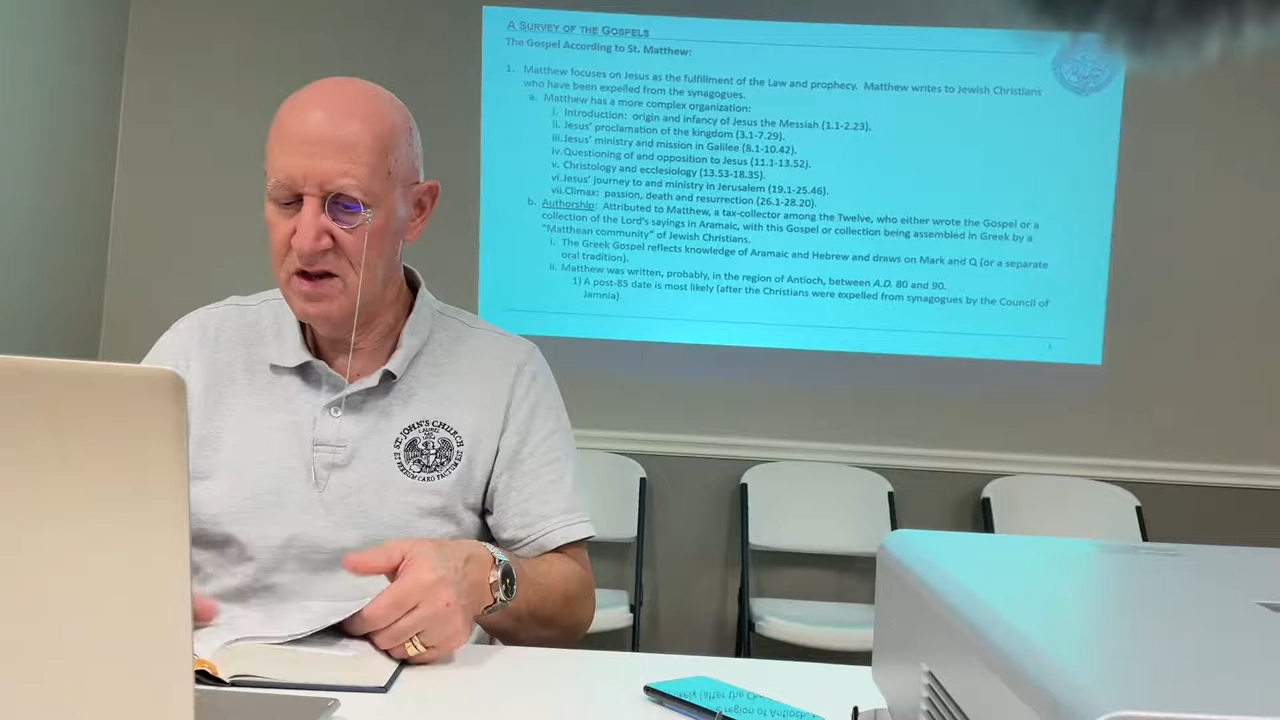 A SURVEY OF THE GOSPELS
The Gospel According to St. Matthew:
1. Matthew focuses on Jesus as the fulfillment of the Law and prophecy. Matthew writes to Jewish Christians
who have been expelled from the synagogues.
a. Matthew has a more complex organization:
i. Introduction: origin and infancy of Jesus the Messiah (1.1-2.23).
ii. Jesus' proclamation of the kingdom (3.1-7.29).
iii. Jesus' ministry and mission in Galilee (8.1-10.42).
iv. Questioning of and opposition to Jesus (11.1-13.52).
v. Christology and ecclesiology (13.53-18.35).
vi. Jesus' journey to and ministry in Jerusalem (19.1-25.46).
vii. Climax: passion, death and resurrection (26.1-28.20).
b. Authorship: Attributed to Matthew, a tax-collector among the Twelve, who either wrote the Gospel or a
collection of the Lord's sayings in Aramaic, with this Gospel or collection being assembled in Greek by a
"Matthean community" of Jewish Christians.
i. The Greek Gospel reflects knowledge of Aramaic and Hebrew and draws on Mark and Q (or a separate
oral tradition).
ii. Matthew was written, probably, in the region of Antioch, between A.D. 80 and 90.
1) A post-85 date is most likely (after the Christians were expelled from synagogues by the Council of
Jamnia).
ST. JOHN'S CHURCH
LAUREL
ET VERBUM CARO FACTUM EST